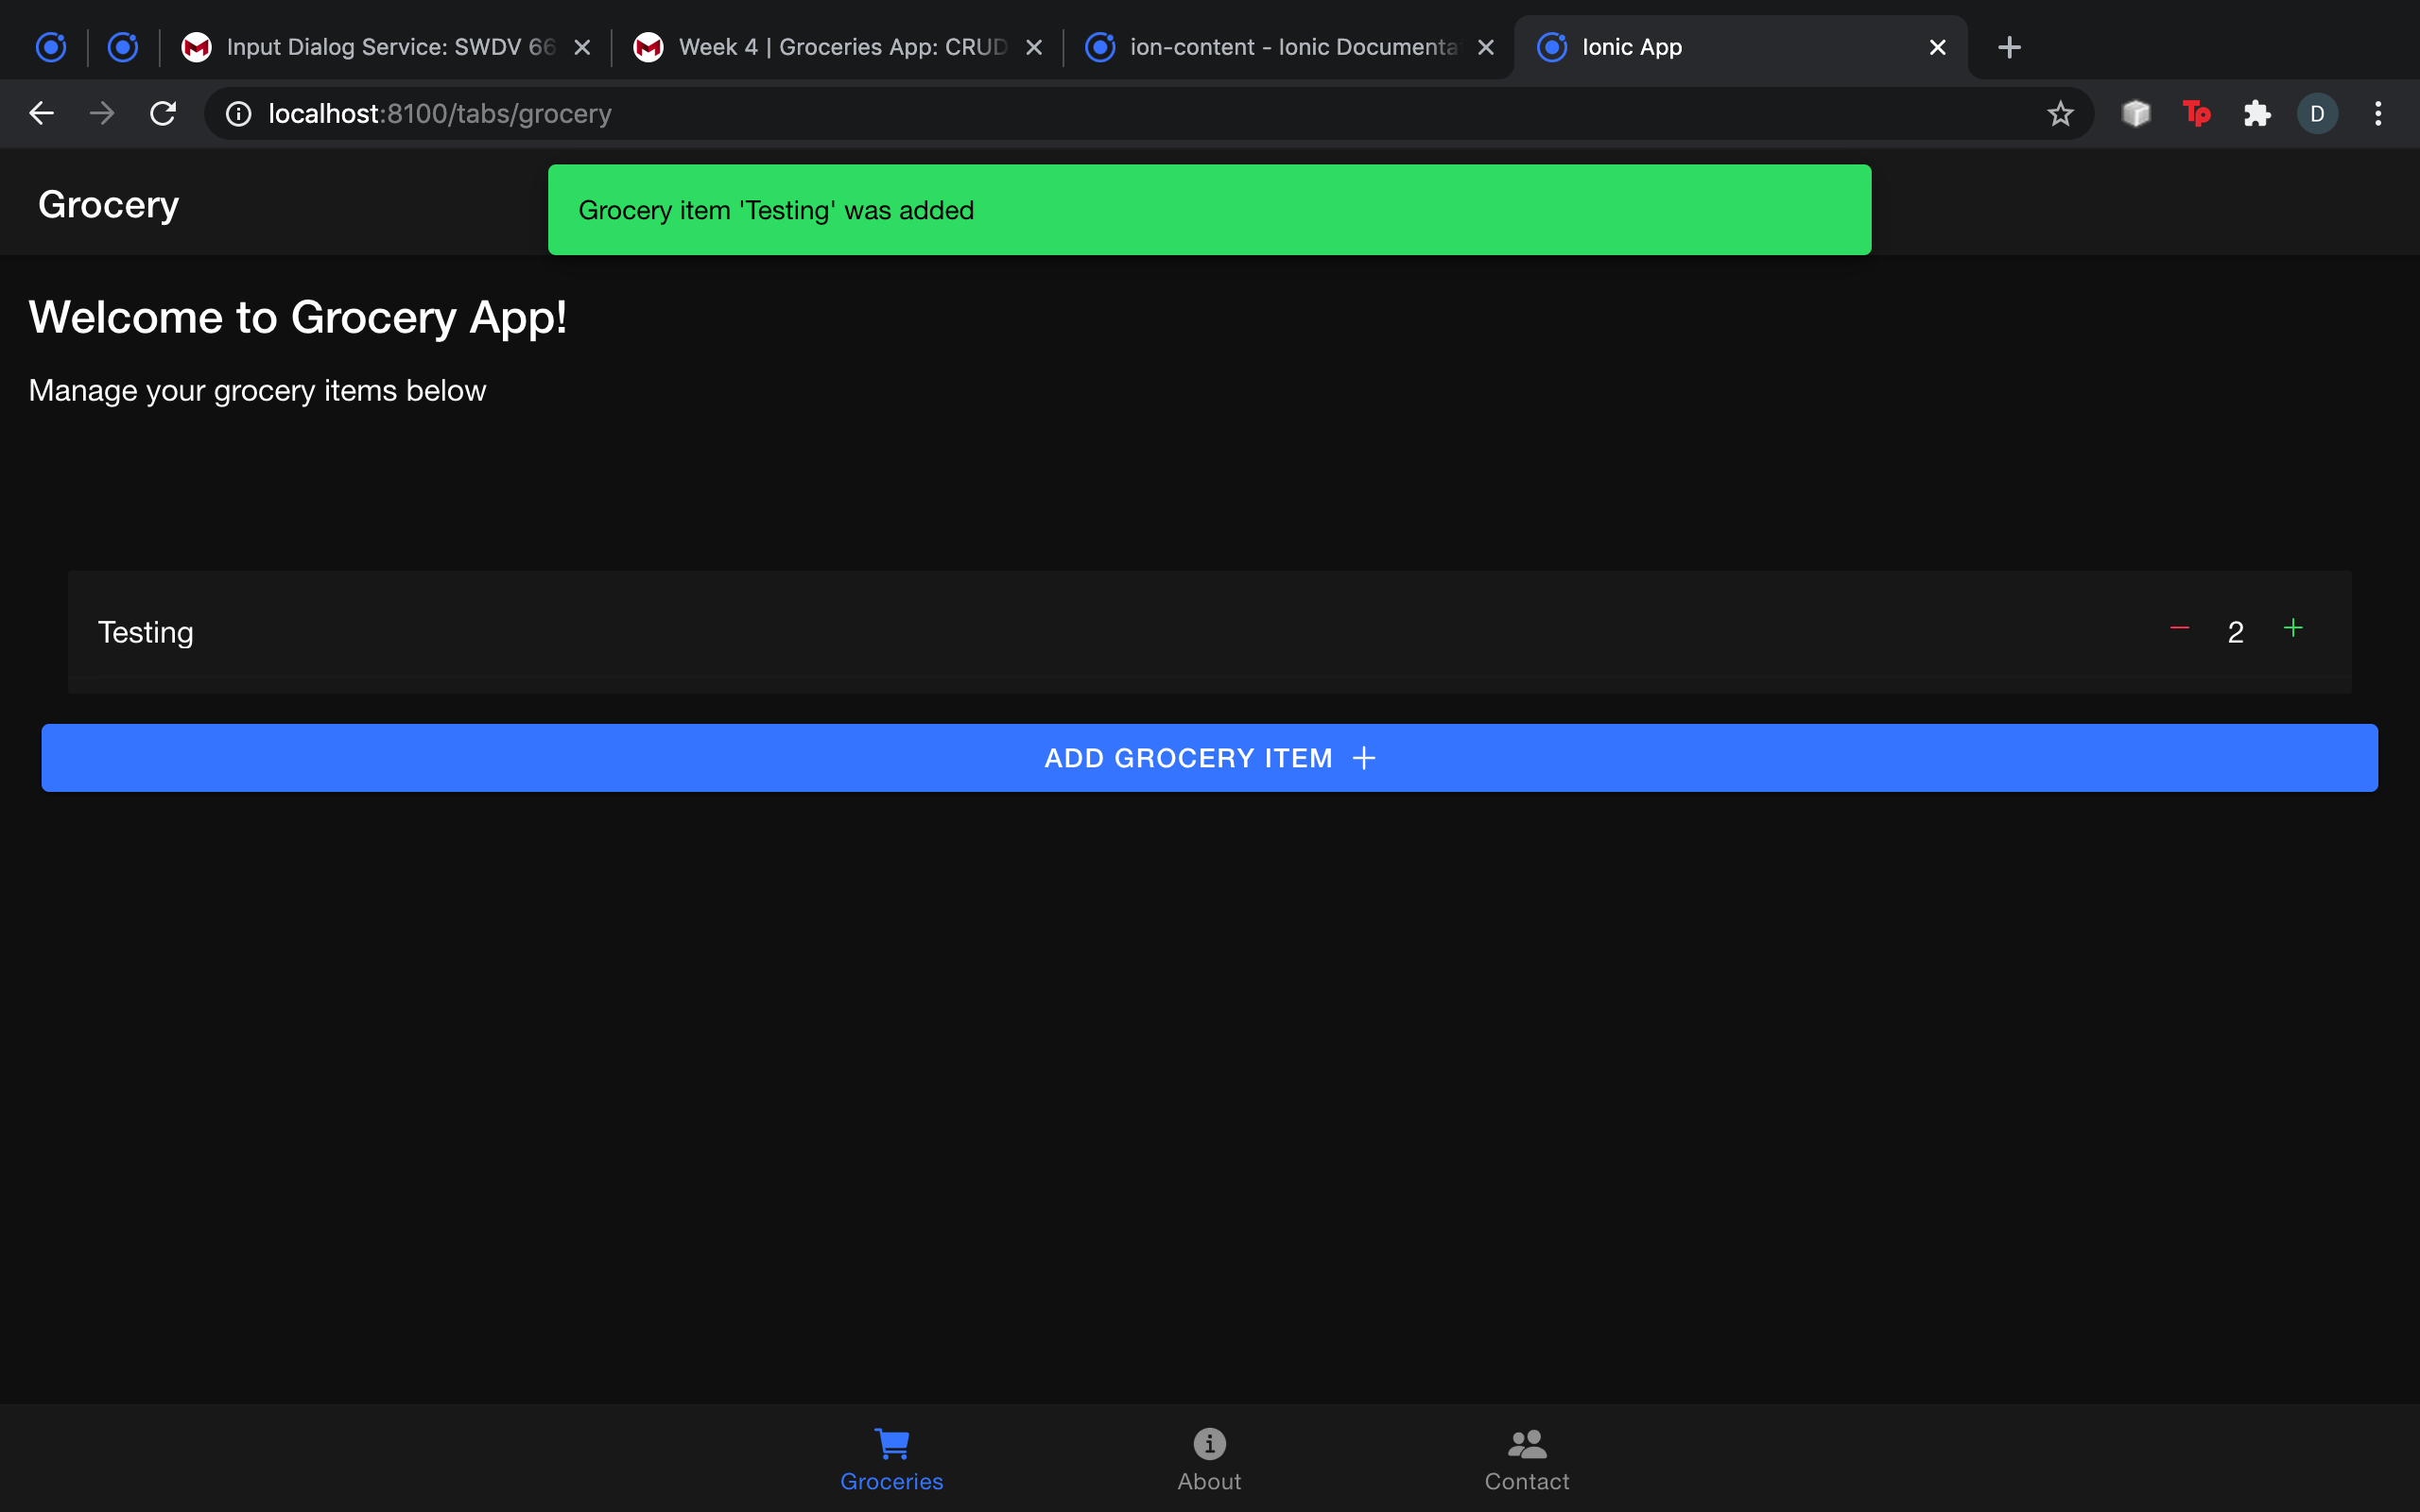 Input Dialog Service: SWDV 66
Week 4 | Groceries App: CRUD
ion-content - Ionic Documenta
Ionic App
localhost:8100/tabs/grocery
Tp
D
Grocery
Grocery item 'Testing' was added
Welcome to Grocery App!
Manage your grocery items below
Testing
2
ADD GROCERY ITEM
Groceries
About
Contact